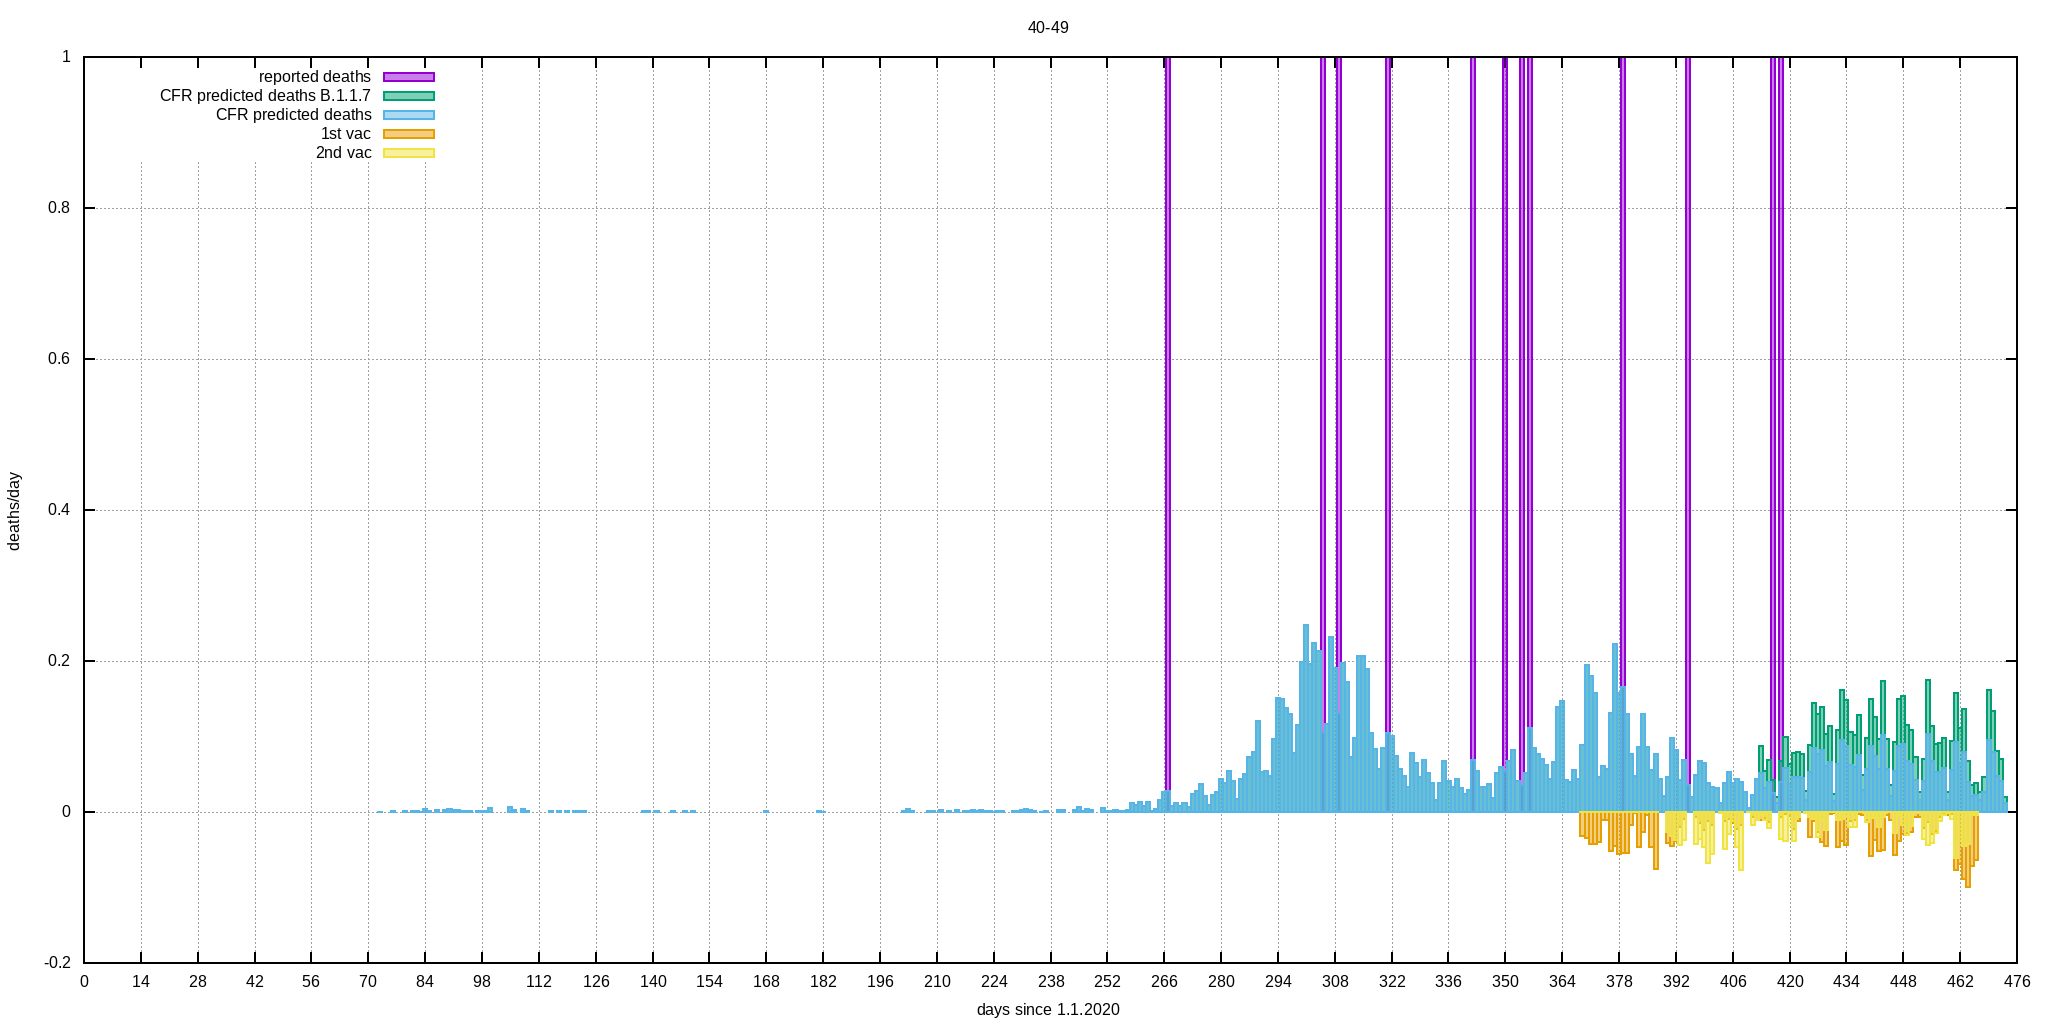 40-49
1
reported deaths
CFR predicted deaths B.1.1.7
CFR predicted deaths
1st vac
2nd vac
0.8
0.6
0.4
0.2
0
-0.2
deaths/day
0 14 28 42 56 70 84 98 112 126 140 154 168 182 196 210 224 238 252 266 280 294 308 322 336 350 364 378 392 406 420 434 448 462 476
days since 1.1.2020